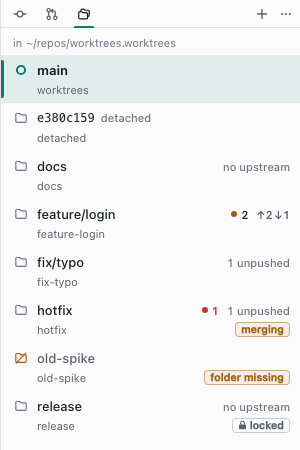 in ~/repos/worktrees.worktrees
main
worktrees
e380c159 detached
detached
docs no upstream
docs
feature/login 2 ↑2↓1
feature-login
fix/typo 1 unpushed
fix-typo
hotfix 1 1 unpushed
hotfix merging
old-spike
old-spike folder missing
release no upstream
release locked